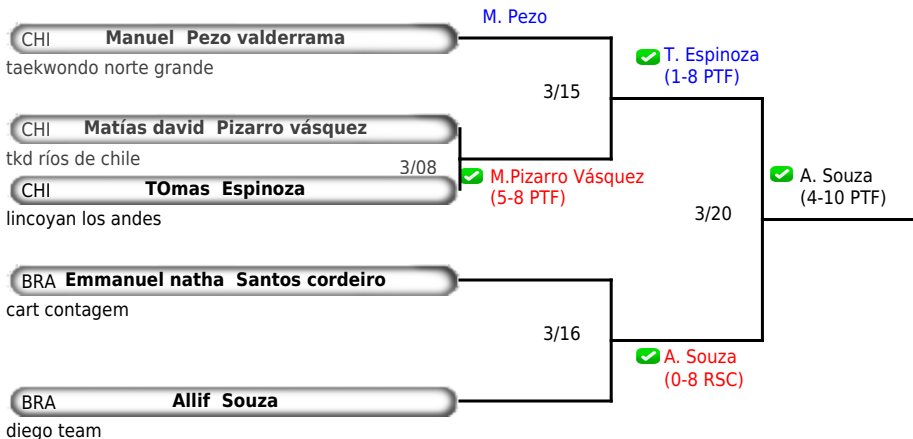 M. Pezo
CHI Manuel Pezo valderrama
taekwondo norte grande
T. Espinoza
(1-8 PTF)
3/15
CHI Matías david Pizarro vásquez
tkd ríos de chile
3/08
M.Pizarro Vásquez
(5-8 PTF)
CHI TOmas Espinoza
lincoyan los andes
A. Souza
(4-10 PTF)
3/20
BRA Emmanuel natha Santos cordeiro
cart contagem
3/16
A. Souza
(0-8 RSC)
BRA Allif Souza
diego team